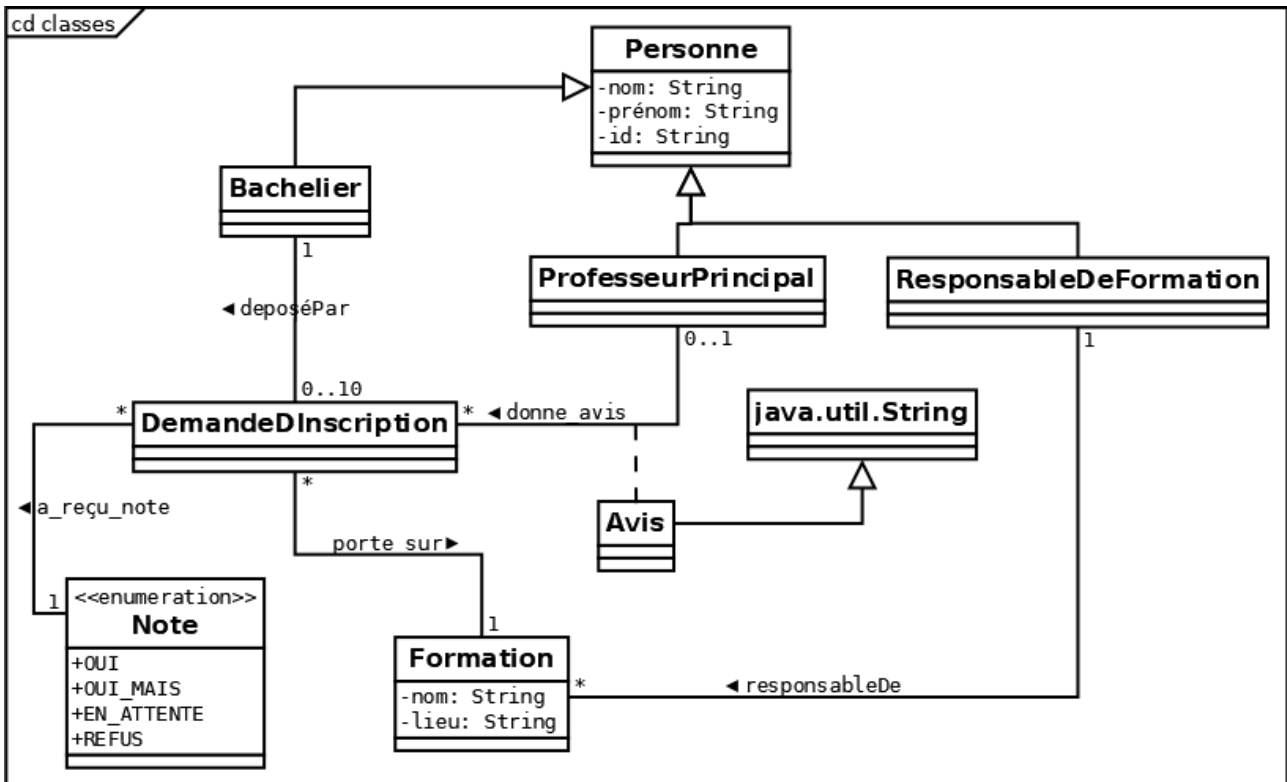 cd classes
Personne
-nom: String
-prénom: String
-id: String
Bachelier
1
◄ deposéPar
0..10
ProfesseurPrincipal
0..1
ResponsableDeFormation
1
* DemandeDInscription * ◄ donne_avis
*
java.util.String
◄ a_reçu_note
Avis
porte sur►
1
<<enumeration>>
Note
+OUI
+OUI_MAIS
+EN_ATTENTE
+REFUS
1
Formation
-nom: String
-lieu: String
* ◄ responsableDe